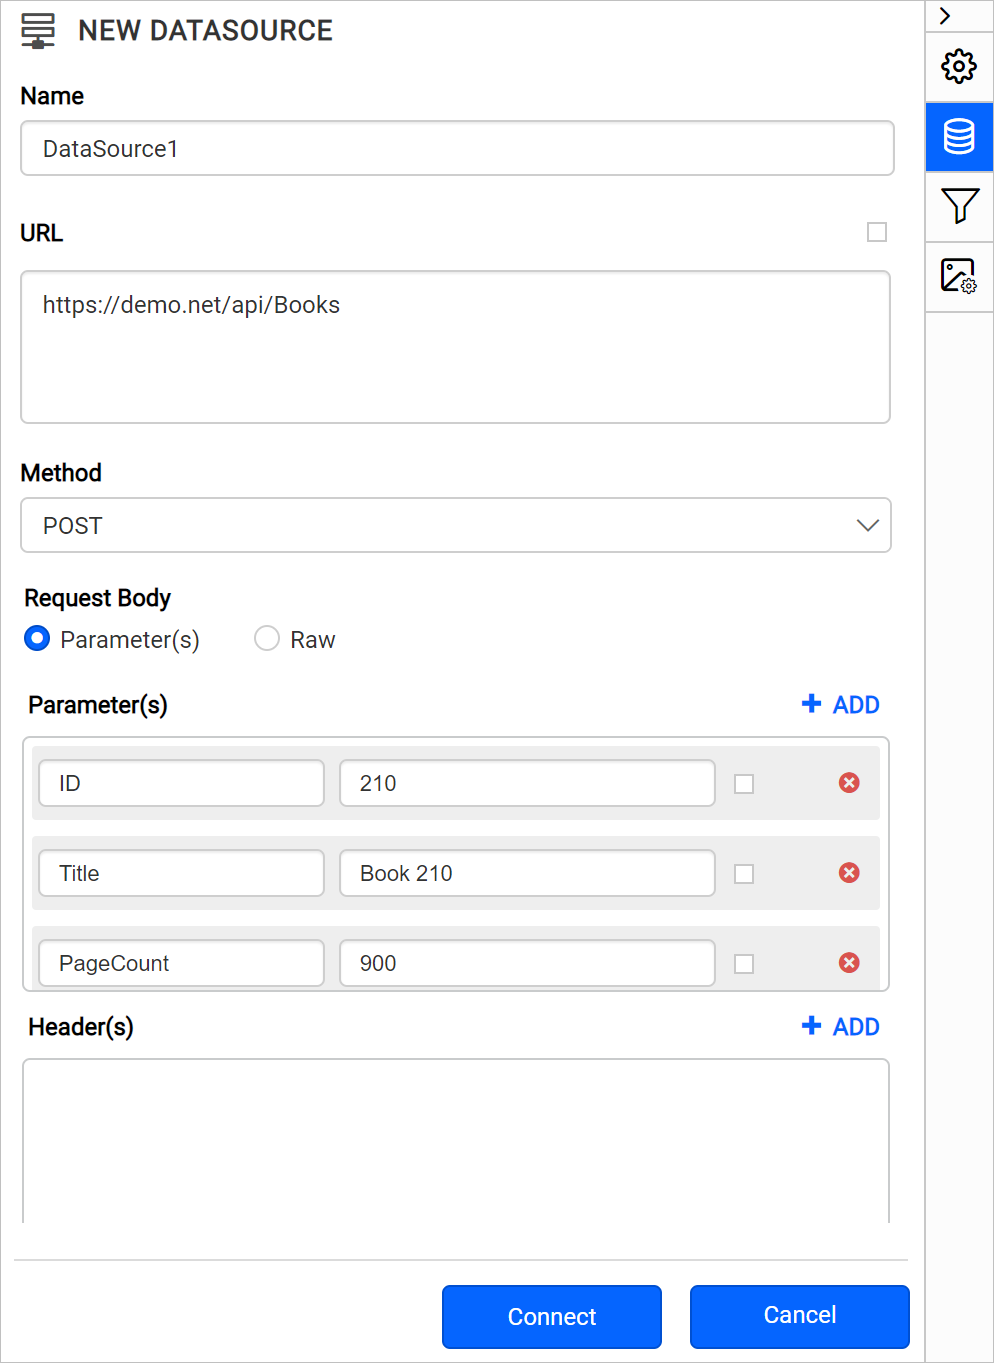 NEW DATASOURCE
Name
DataSource1
URL
https://demo.net/api/Books
Method
POST
Request Body
Parameter(s) Raw
Parameter(s) + ADD
ID 210
Title Book 210
PageCount 900
Header(s) + ADD
Connect Cancel